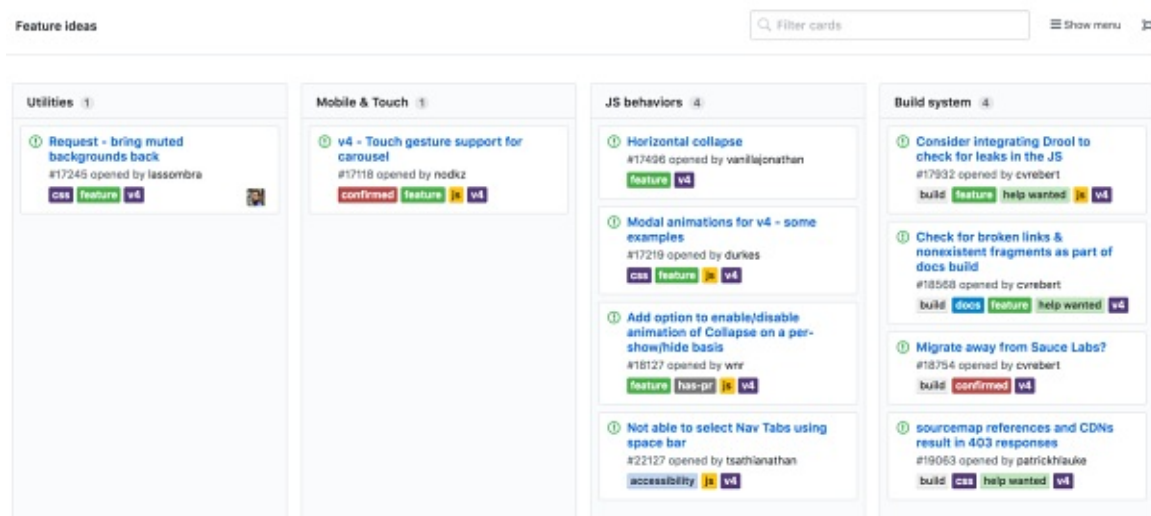 Feature ideas
Filter cards
Show menu
Utilities 1
Request - bring muted
backgrounds back
#17245 opened by lassombra
css feature v4
Mobile & Touch 1
v4 - Touch gesture support for
carousel
#17118 opened by nodkz
confirmed feature js v4
JS behaviors 4
Horizontal collapse
#17496 opened by vanillajonathan
feature v4
Modal animations for v4 - some
examples
#17219 opened by durkes
css feature js v4
Add option to enable/disable
animation of Collapse on a per-
show/hide basis
#18127 opened by wnr
feature has-pr js v4
Not able to select Nav Tabs using
space bar
#22127 opened by tsathianathan
accessibility js v4
Build system 4
Consider integrating Drool to
check for leaks in the JS
#17932 opened by cvrebert
build feature help wanted js v4
Check for broken links &
nonexistent fragments as part of
docs build
#18568 opened by cvrebert
build docs feature help wanted v4
Migrate away from Sauce Labs?
#18754 opened by cvrebert
build confirmed v4
sourcemap references and CDNs
result in 403 responses
#19063 opened by patrickhlauke
build css help wanted v4